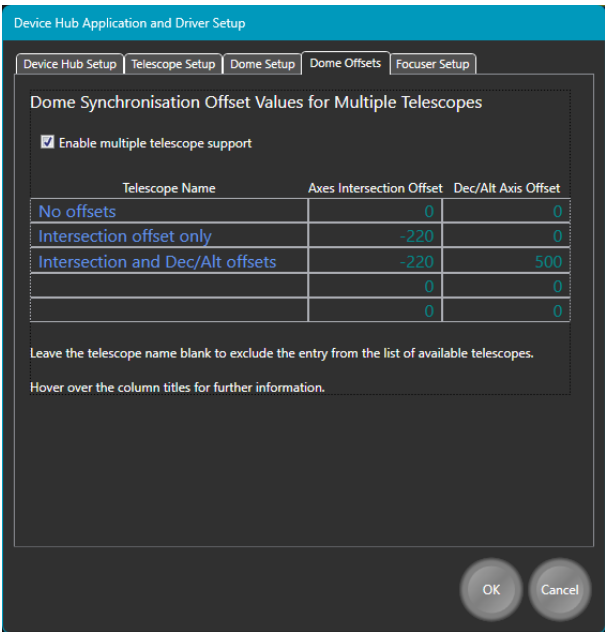 Device Hub Application and Driver Setup
Device Hub Setup Telescope Setup Dome Setup Dome Offsets Focuser Setup
Dome Synchronisation Offset Values for Multiple Telescopes
Enable multiple telescope support
Telescope Name Axes Intersection Offset Dec/Alt Axis Offset
No offsets 0 0
Intersection offset only -220 0
Intersection and Dec/Alt offsets -220 500
0 0
0 0
Leave the telescope name blank to exclude the entry from the list of available telescopes.
Hover over the column titles for further information.
OK Cancel